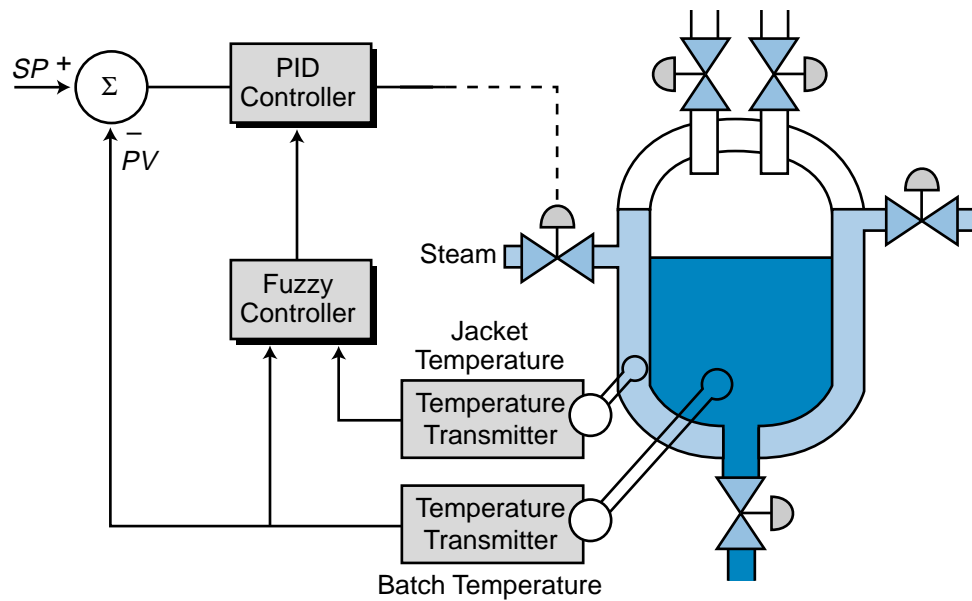 PID
Controller
SP +
Σ
−
PV
Steam
Fuzzy
Controller
Jacket
Temperature
Temperature
Transmitter
Temperature
Transmitter
Batch Temperature